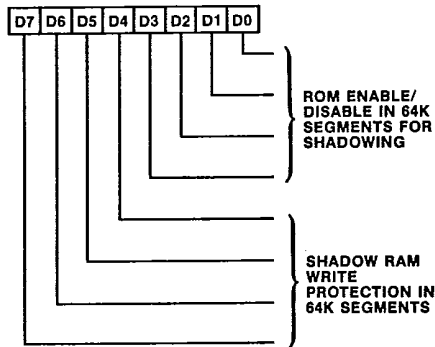 D7 D6 D5 D4 D3 D2 D1 D0
ROM ENABLE/
DISABLE IN 64K
SEGMENTS FOR
SHADOWING
SHADOW RAM
WRITE
PROTECTION IN
64K SEGMENTS